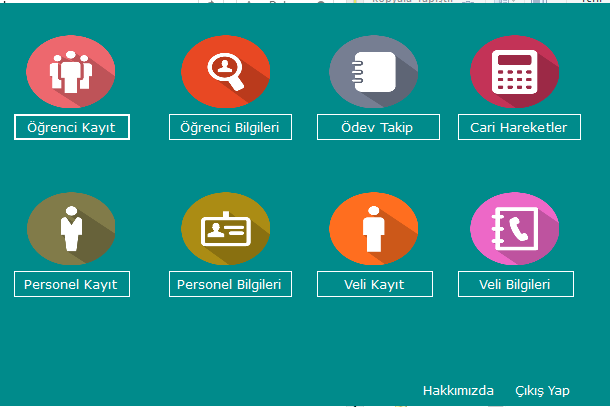 Öğrenci Kayıt
Öğrenci Bilgileri
Ödev Takip
Cari Hareketler
Personel Kayıt
Personel Bilgileri
Veli Kayıt
Veli Bilgileri
Hakkımızda
Çıkış Yap